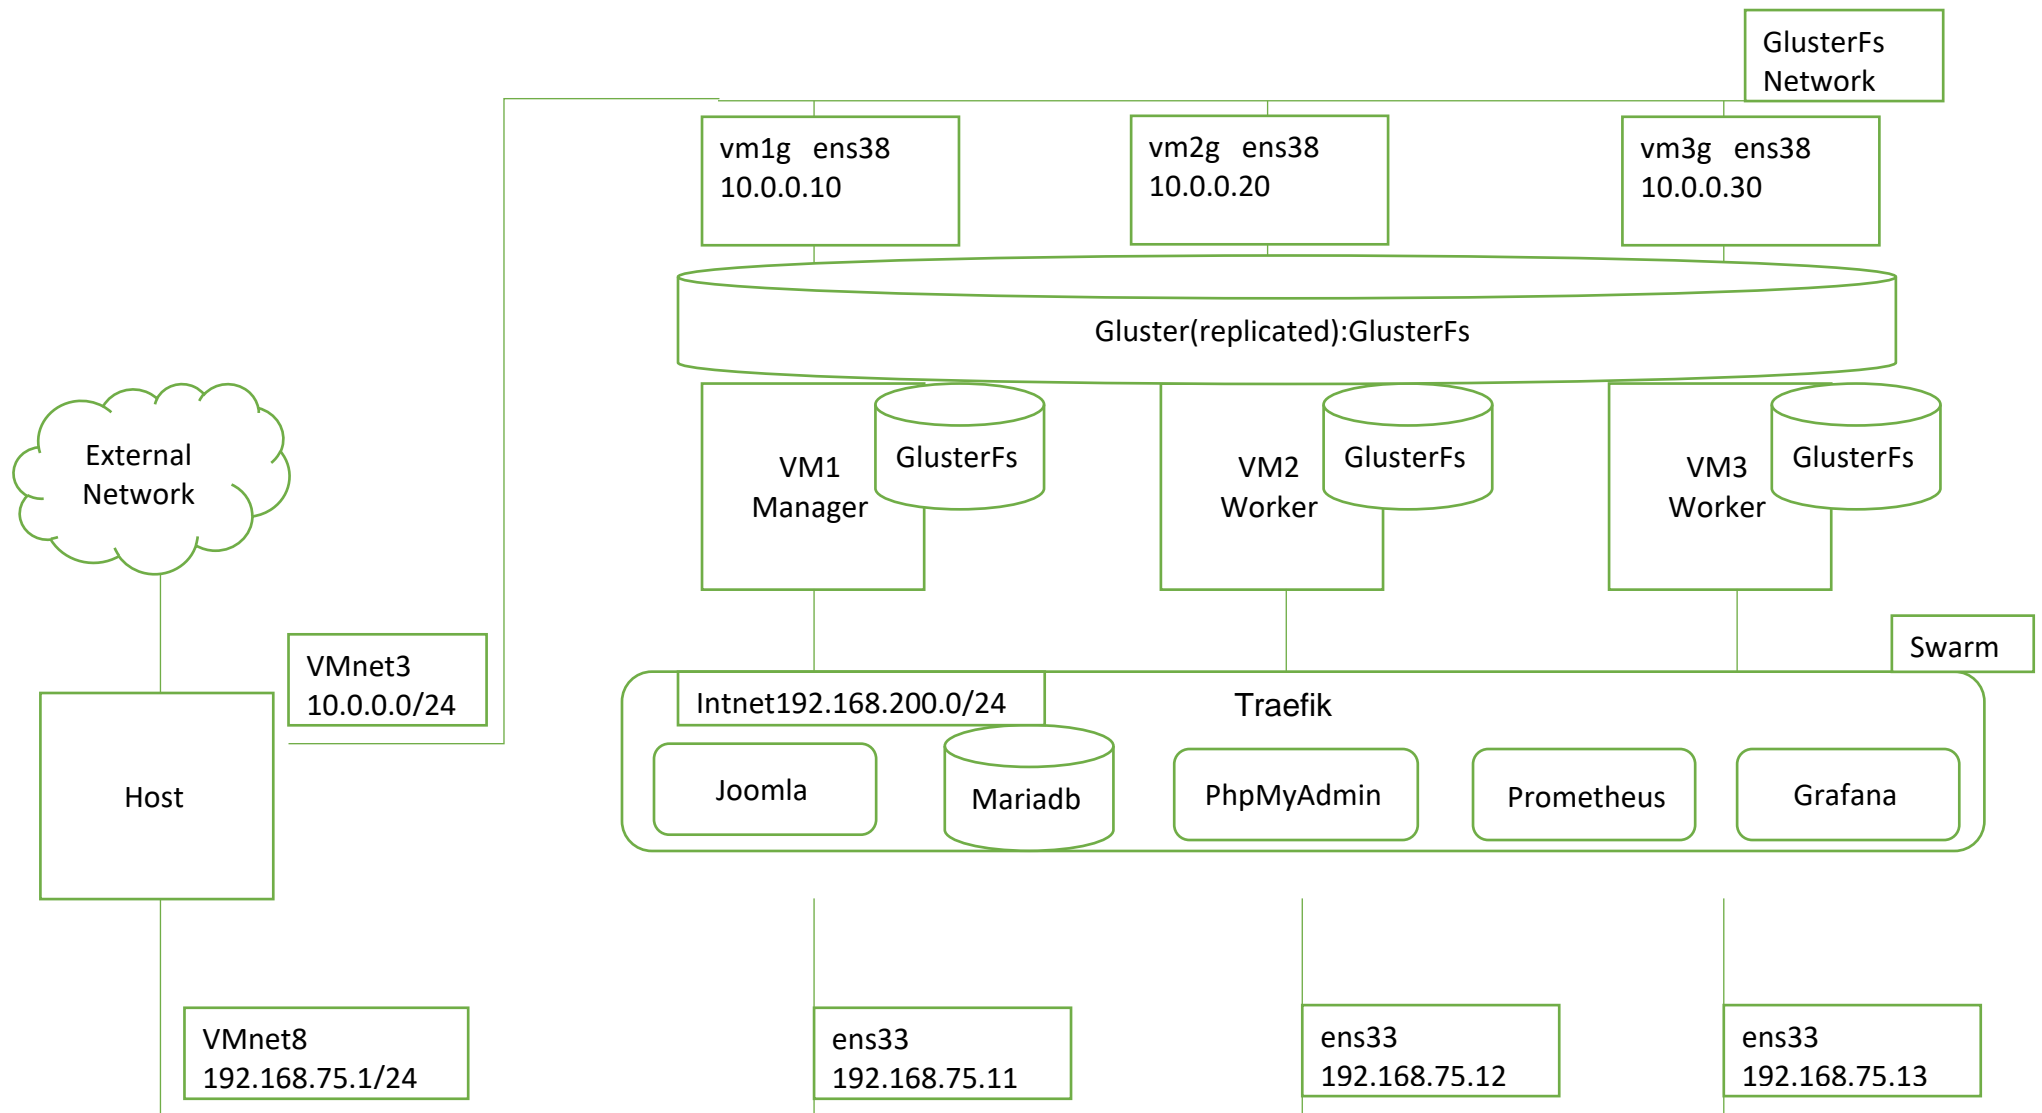 GlusterFs
Network
vm1g ens38
10.0.0.10
vm2g ens38
10.0.0.20
vm3g ens38
10.0.0.30
Gluster(replicated):GlusterFs
External
Network
VM1
Manager
GlusterFs
VM2
Worker
GlusterFs
VM3
Worker
GlusterFs
VMnet3
10.0.0.0/24
Swarm
Intnet192.168.200.0/24
Traefik
Host
Joomla
Mariadb
PhpMyAdmin
Prometheus
Grafana
VMnet8
192.168.75.1/24
ens33
192.168.75.11
ens33
192.168.75.12
ens33
192.168.75.13